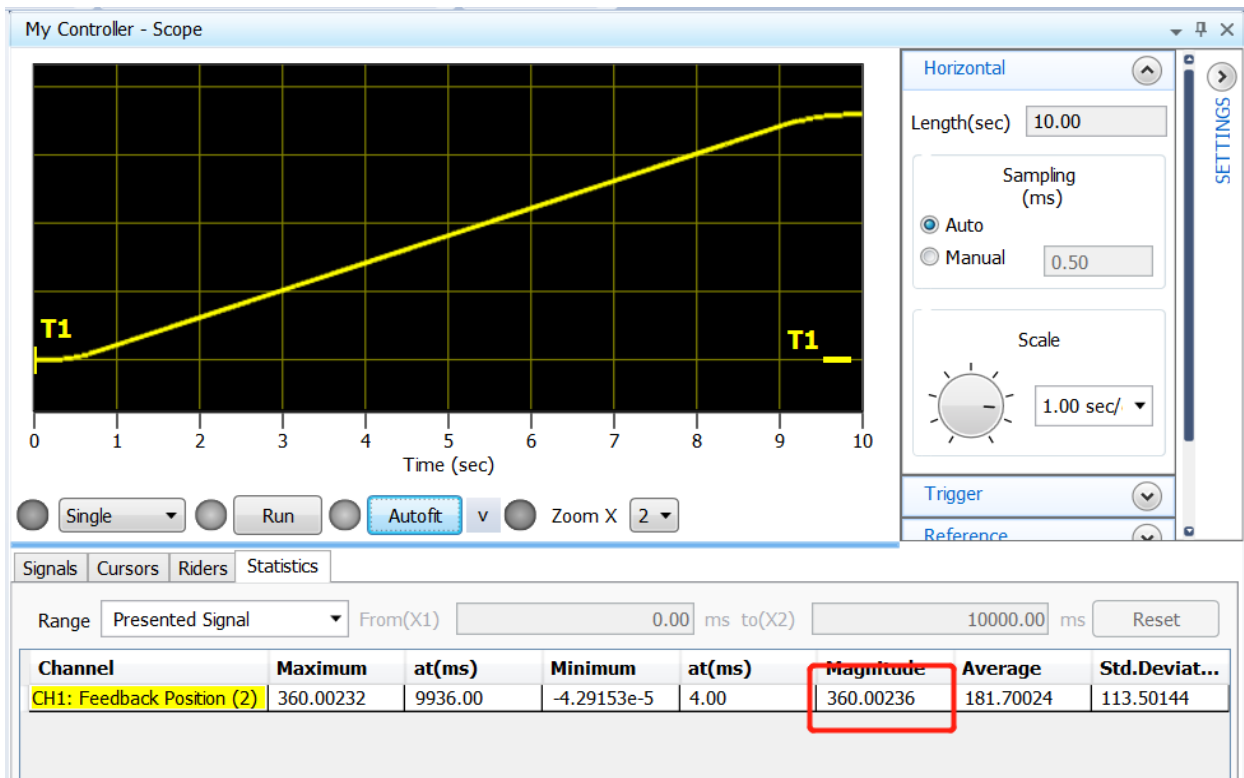 My Controller - Scope
Horizontal
Length(sec) 10.00
SETTINGS
Sampling
(ms)
Auto
Manual 0.50
T1
T1
Scale
1.00 sec/
0 1 2 3 4 5 6 7 8 9 10
Time (sec)
Trigger
Single Run Autofit v Zoom X 2
Reference
Signals Cursors Riders Statistics
Range Presented Signal From(X1) 0.00 ms to(X2) 10000.00 ms Reset
Channel Maximum at(ms) Minimum at(ms) Magnitude Average Std.Deviat...
CH1: Feedback Position (2) 360.00232 9936.00 -4.29153e-5 4.00 360.00236 181.70024 113.50144